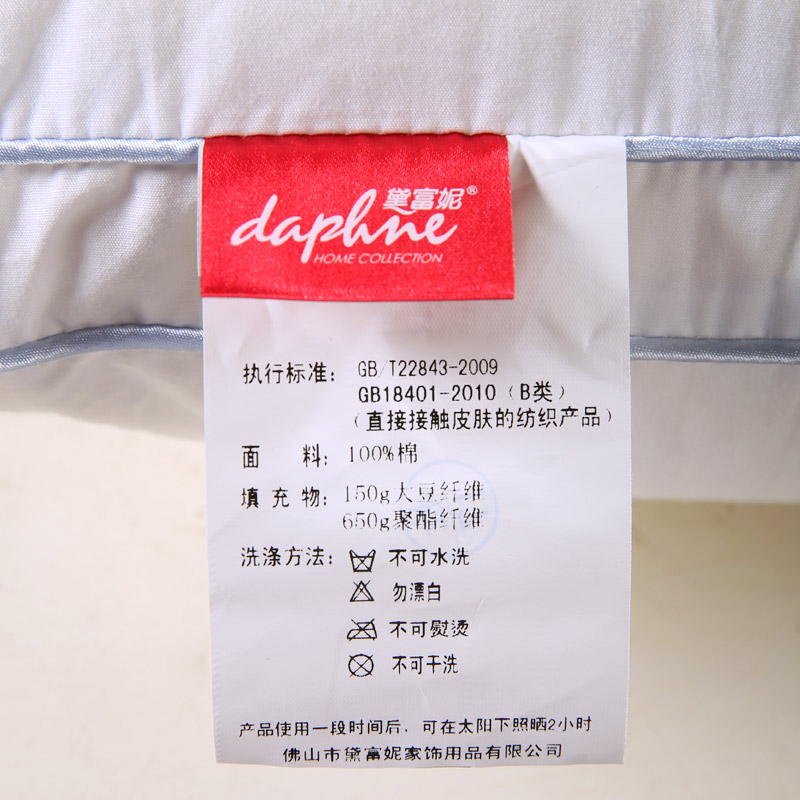 黛富妮®
daphne
HOME COLLECTION
执行标准: GB/T22843-2009
GB18401-2010（B类）
（直接接触皮肤的纺织产品）
面 料: 100%棉
填充物: 150g大豆纤维
650g聚酯纤维
洗涤方法: 不可水洗
勿漂白
不可熨烫
不可干洗
产品使用一段时间后，可在太阳下照晒2小时
佛山市黛富妮家饰用品有限公司